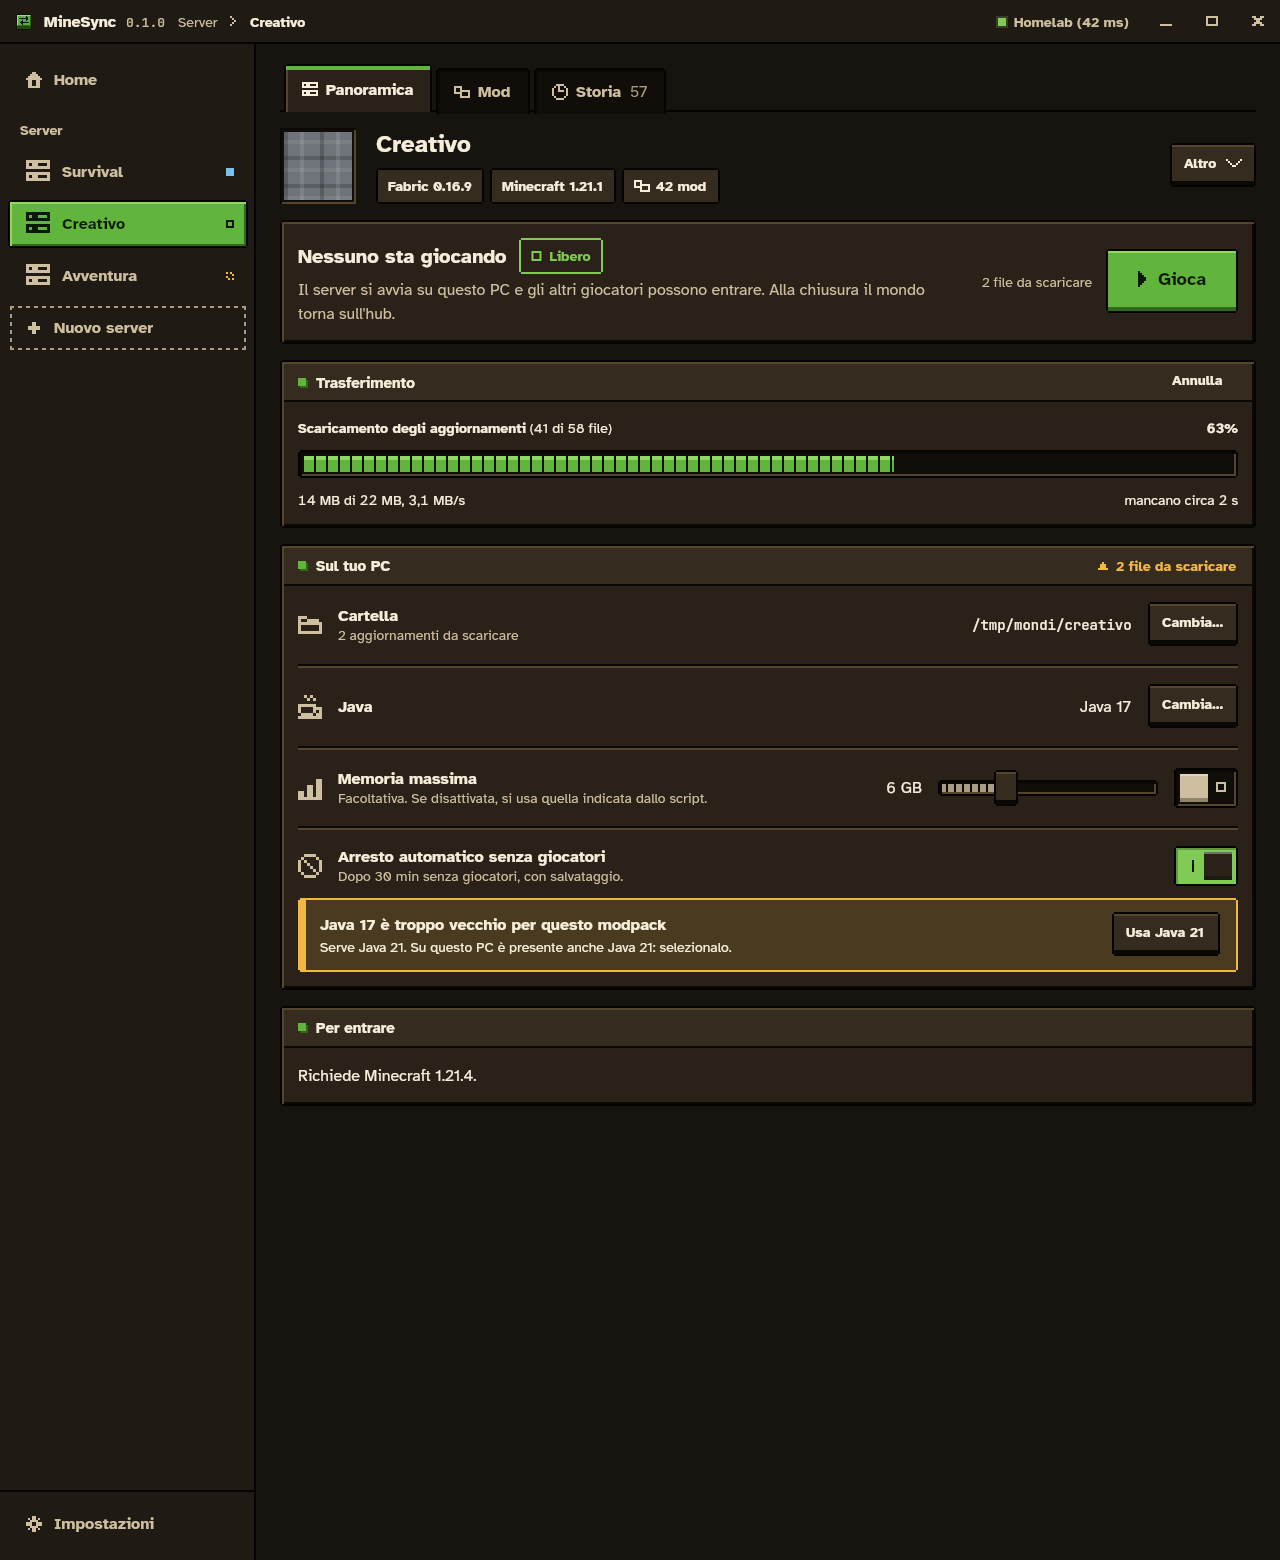 MineSync 0.1.0 Server Creativo
Homelab (42 ms)
Home
Server
Survival
Creativo
Avventura
Nuovo server
Impostazioni
Panoramica
Mod
Storia 57
Creativo
Fabric 0.16.9
Minecraft 1.21.1
42 mod
Altro
Nessuno sta giocando
Libero
Il server si avvia su questo PC e gli altri giocatori possono entrare. Alla chiusura il mondo
torna sull'hub.
2 file da scaricare
Gioca
Trasferimento
Annulla
Scaricamento degli aggiornamenti (41 di 58 file)
63%
14 MB di 22 MB, 3,1 MB/s
mancano circa 2 s
Sul tuo PC
2 file da scaricare
Cartella
2 aggiornamenti da scaricare
/tmp/mondi/creativo
Cambia...
Java
Java 17
Cambia...
Memoria massima
Facoltativa. Se disattivata, si usa quella indicata dallo script.
6 GB
Arresto automatico senza giocatori
Dopo 30 min senza giocatori, con salvataggio.
Java 17 è troppo vecchio per questo modpack
Serve Java 21. Su questo PC è presente anche Java 21: selezionalo.
Usa Java 21
Per entrare
Richiede Minecraft 1.21.4.